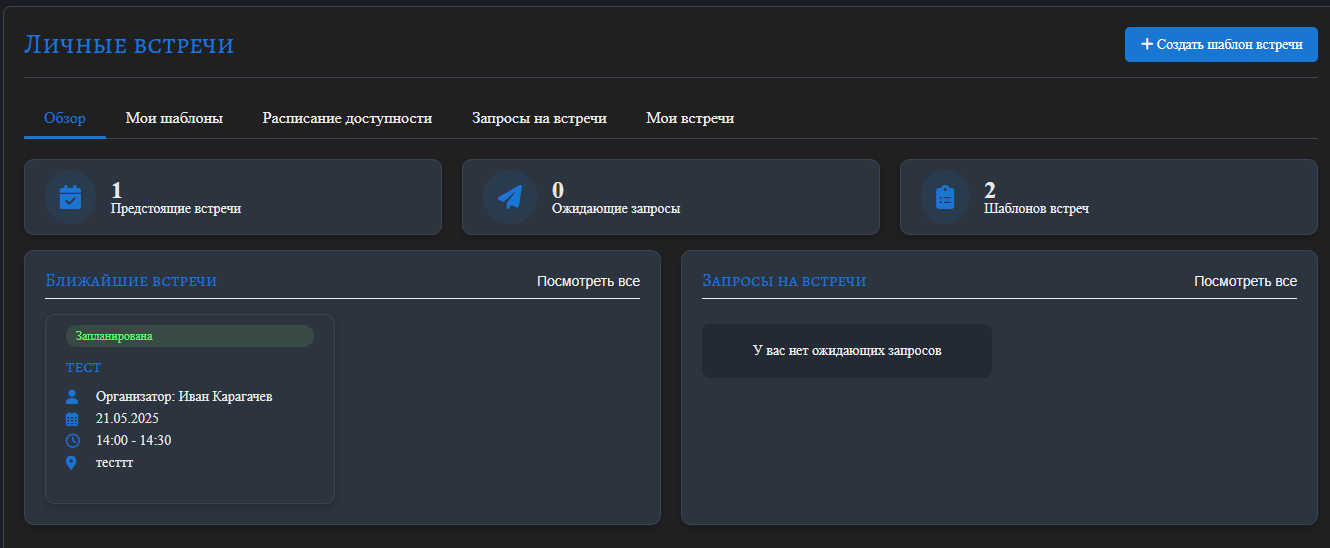 Личные встречи
Создать шаблон встречи
Обзор Мои шаблоны Расписание доступности Запросы на встречи Мои встречи
1
Предстоящие встречи
0
Ожидающие запросы
2
Шаблонов встреч
Ближайшие встречи
Посмотреть все
Запланирована
тест
Организатор: Иван Карагачев
21.05.2025
14:00 - 14:30
тесттт
Запросы на встречи
Посмотреть все
У вас нет ожидающих запросов